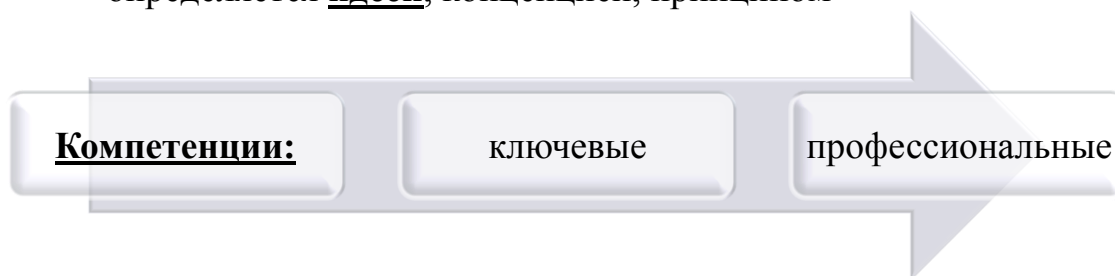 определяется идеей, концепцией, принципом
Компетенции: ключевые профессиональные